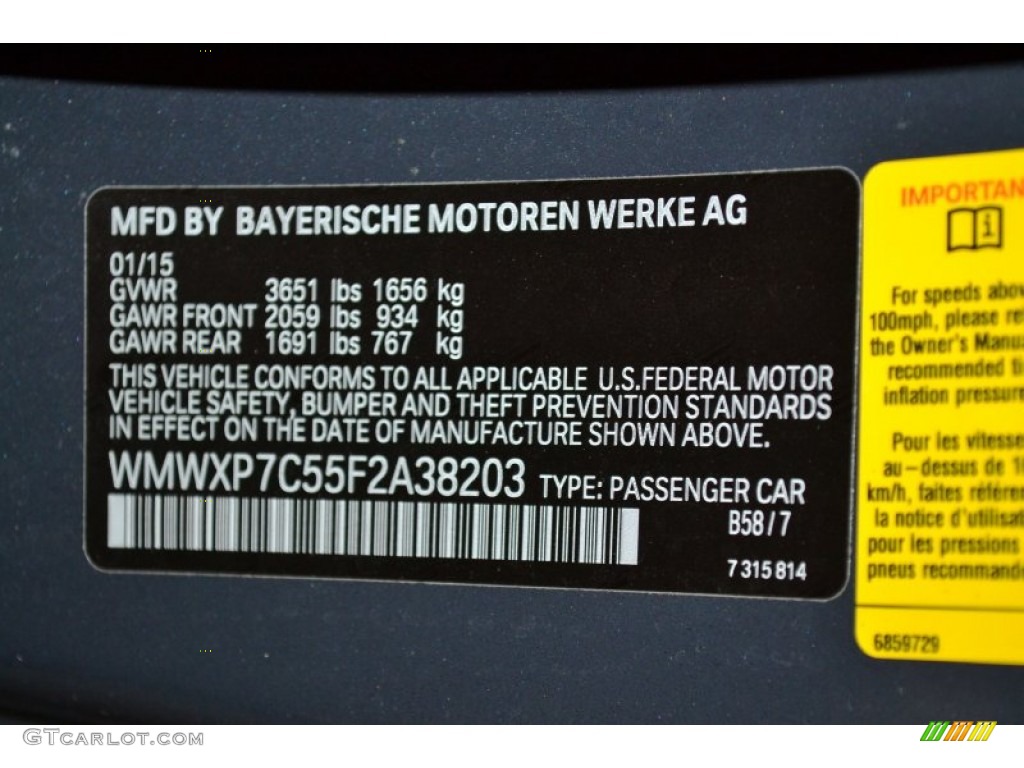 MFD BY BAYERISCHE MOTOREN WERKE AG
01/15
GVWR 3651 lbs 1656 kg
GAWR FRONT 2059 lbs 934 kg
GAWR REAR 1691 lbs 767 kg
THIS VEHICLE CONFORMS TO ALL APPLICABLE U.S.FEDERAL MOTOR
VEHICLE SAFETY, BUMPER AND THEFT PREVENTION STANDARDS
IN EFFECT ON THE DATE OF MANUFACTURE SHOWN ABOVE.
WMWXP7C55F2A38203 TYPE: PASSENGER CAR
B58/7
7 315 814
IMPORTAN
i
For speeds abov
100mph, please re
the Owner's Manua
recommended ti
inflation pressure
Pour les vitesse
au-dessus de 1
km/h, faites référen
la notice d'utilisat
pour les pressions
pneus recommand
6859729
GTCARLOT.COM